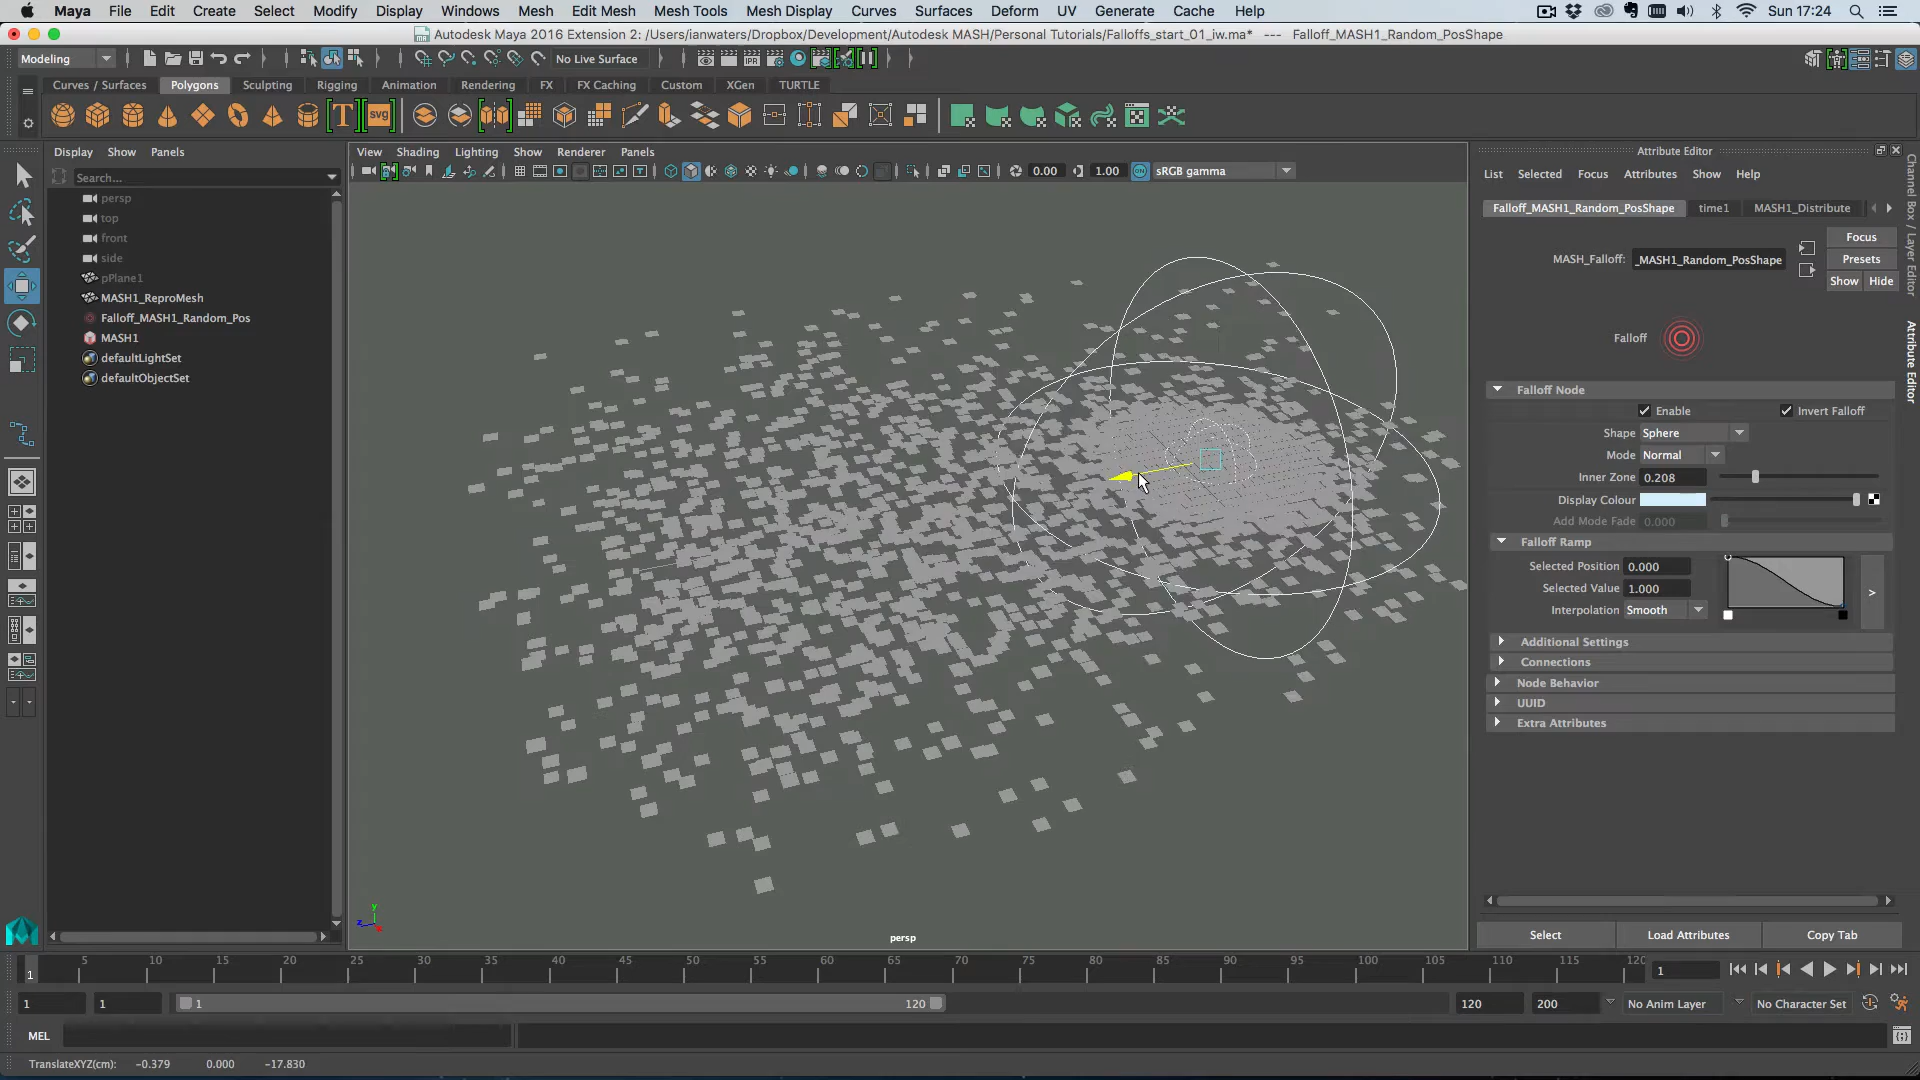 Maya File Edit Create Select Modify Display Windows Mesh Edit Mesh Mesh Tools Mesh Display Curves Surfaces Deform UV Generate Cache Help Sun 17:24
Autodesk Maya 2016 Extension 2: /Users/ianwaters/Dropbox/Development/Autodesk MASH/Personal Tutorials/Falloffs_start_01_iw.ma* --- Falloff_MASH1_Random_PosShape
Modeling No Live Surface
Curves / Surfaces Polygons Sculpting Rigging Animation Rendering FX FX Caching Custom XGen TURTLE
T SVG
Display Show Panels
Search...
persp
top
front
side
pPlane1
MASH1_ReproMesh
Falloff_MASH1_Random_Pos
MASH1
defaultLightSet
defaultObjectSet
View Shading Lighting Show Renderer Panels
0.00 1.00 ON sRGB gamma
y
z
persp
Attribute Editor
List Selected Focus Attributes Show Help
Falloff_MASH1_Random_PosShape time1 MASH1_Distribute
MASH_Falloff: _MASH1_Random_PosShape
Focus
Presets
Show Hide
Falloff
Falloff Node
Enable Invert Falloff
Shape Sphere
Mode Normal
Inner Zone 0.208
Display Colour
Add Mode Fade 0.000
Falloff Ramp
Selected Position 0.000
Selected Value 1.000
Interpolation Smooth
>
Additional Settings
Connections
Node Behavior
UUID
Extra Attributes
Select Load Attributes Copy Tab
Channel Box / Layer Editor
Attribute Editor
1 5 10 15 20 25 30 35 40 45 50 55 60 65 70 75 80 85 90 95 100 105 110 115 120 1
1 1 1 120 120 200 No Anim Layer No Character Set
MEL
TranslateXYZ(cm): -0.379 0.000 -17.830